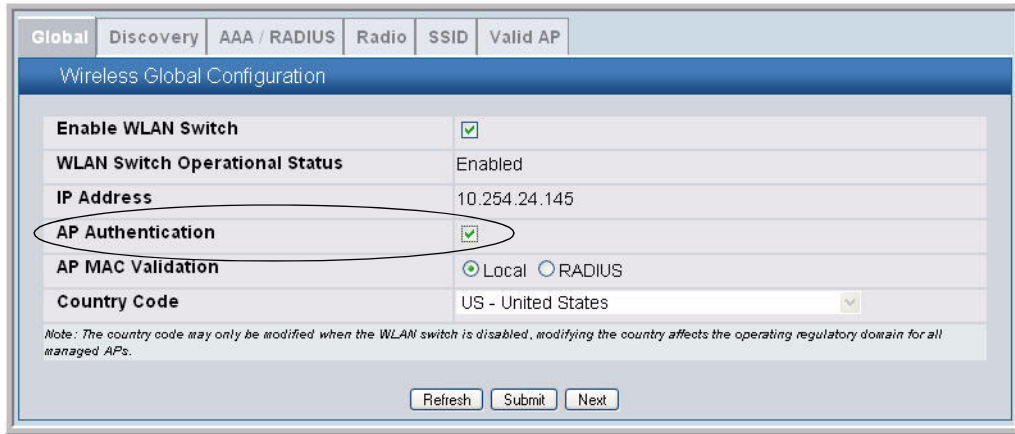 Global Discovery AAA / RADIUS Radio SSID Valid AP
Wireless Global Configuration
Enable WLAN Switch
WLAN Switch Operational Status Enabled
IP Address 10.254.24.145
AP Authentication
AP MAC Validation Local RADIUS
Country Code US - United States
Note: The country code may only be modified when the WLAN switch is disabled, modifying the country affects the operating regulatory domain for all
managed APs.
Refresh Submit Next